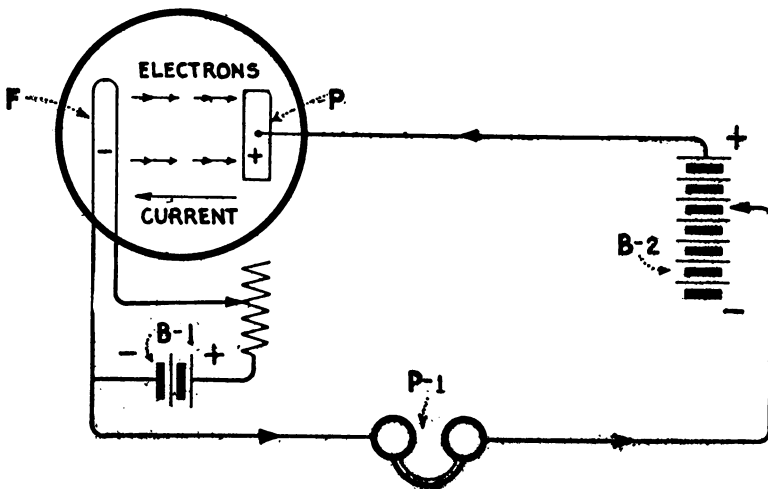 ELECTRONS
F
P
-
+
CURRENT
+
B-2
-
B-1
-
+
P-1